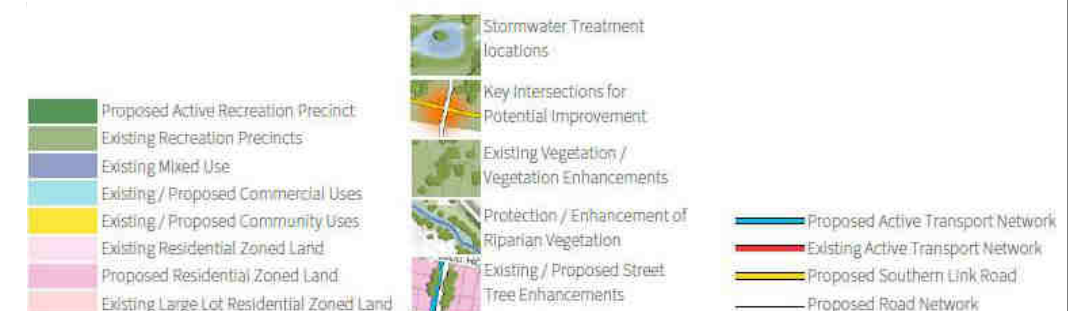 Proposed Active Recreation Precinct
Existing Recreation Precincts
Existing Mixed Use
Existing / Proposed Commercial Uses
Existing / Proposed Community Uses
Existing Residential Zoned Land
Proposed Residential Zoned Land
Existing Large Lot Residential Zoned Land
Stormwater Treatment
locations
Key Intersections for
Potential Improvement
Existing Vegetation /
Vegetation Enhancements
Protection / Enhancement of
Riparian Vegetation
Existing / Proposed Street
Tree Enhancements
Proposed Active Transport Network
Existing Active Transport Network
Proposed Southern Link Road
Proposed Road Network